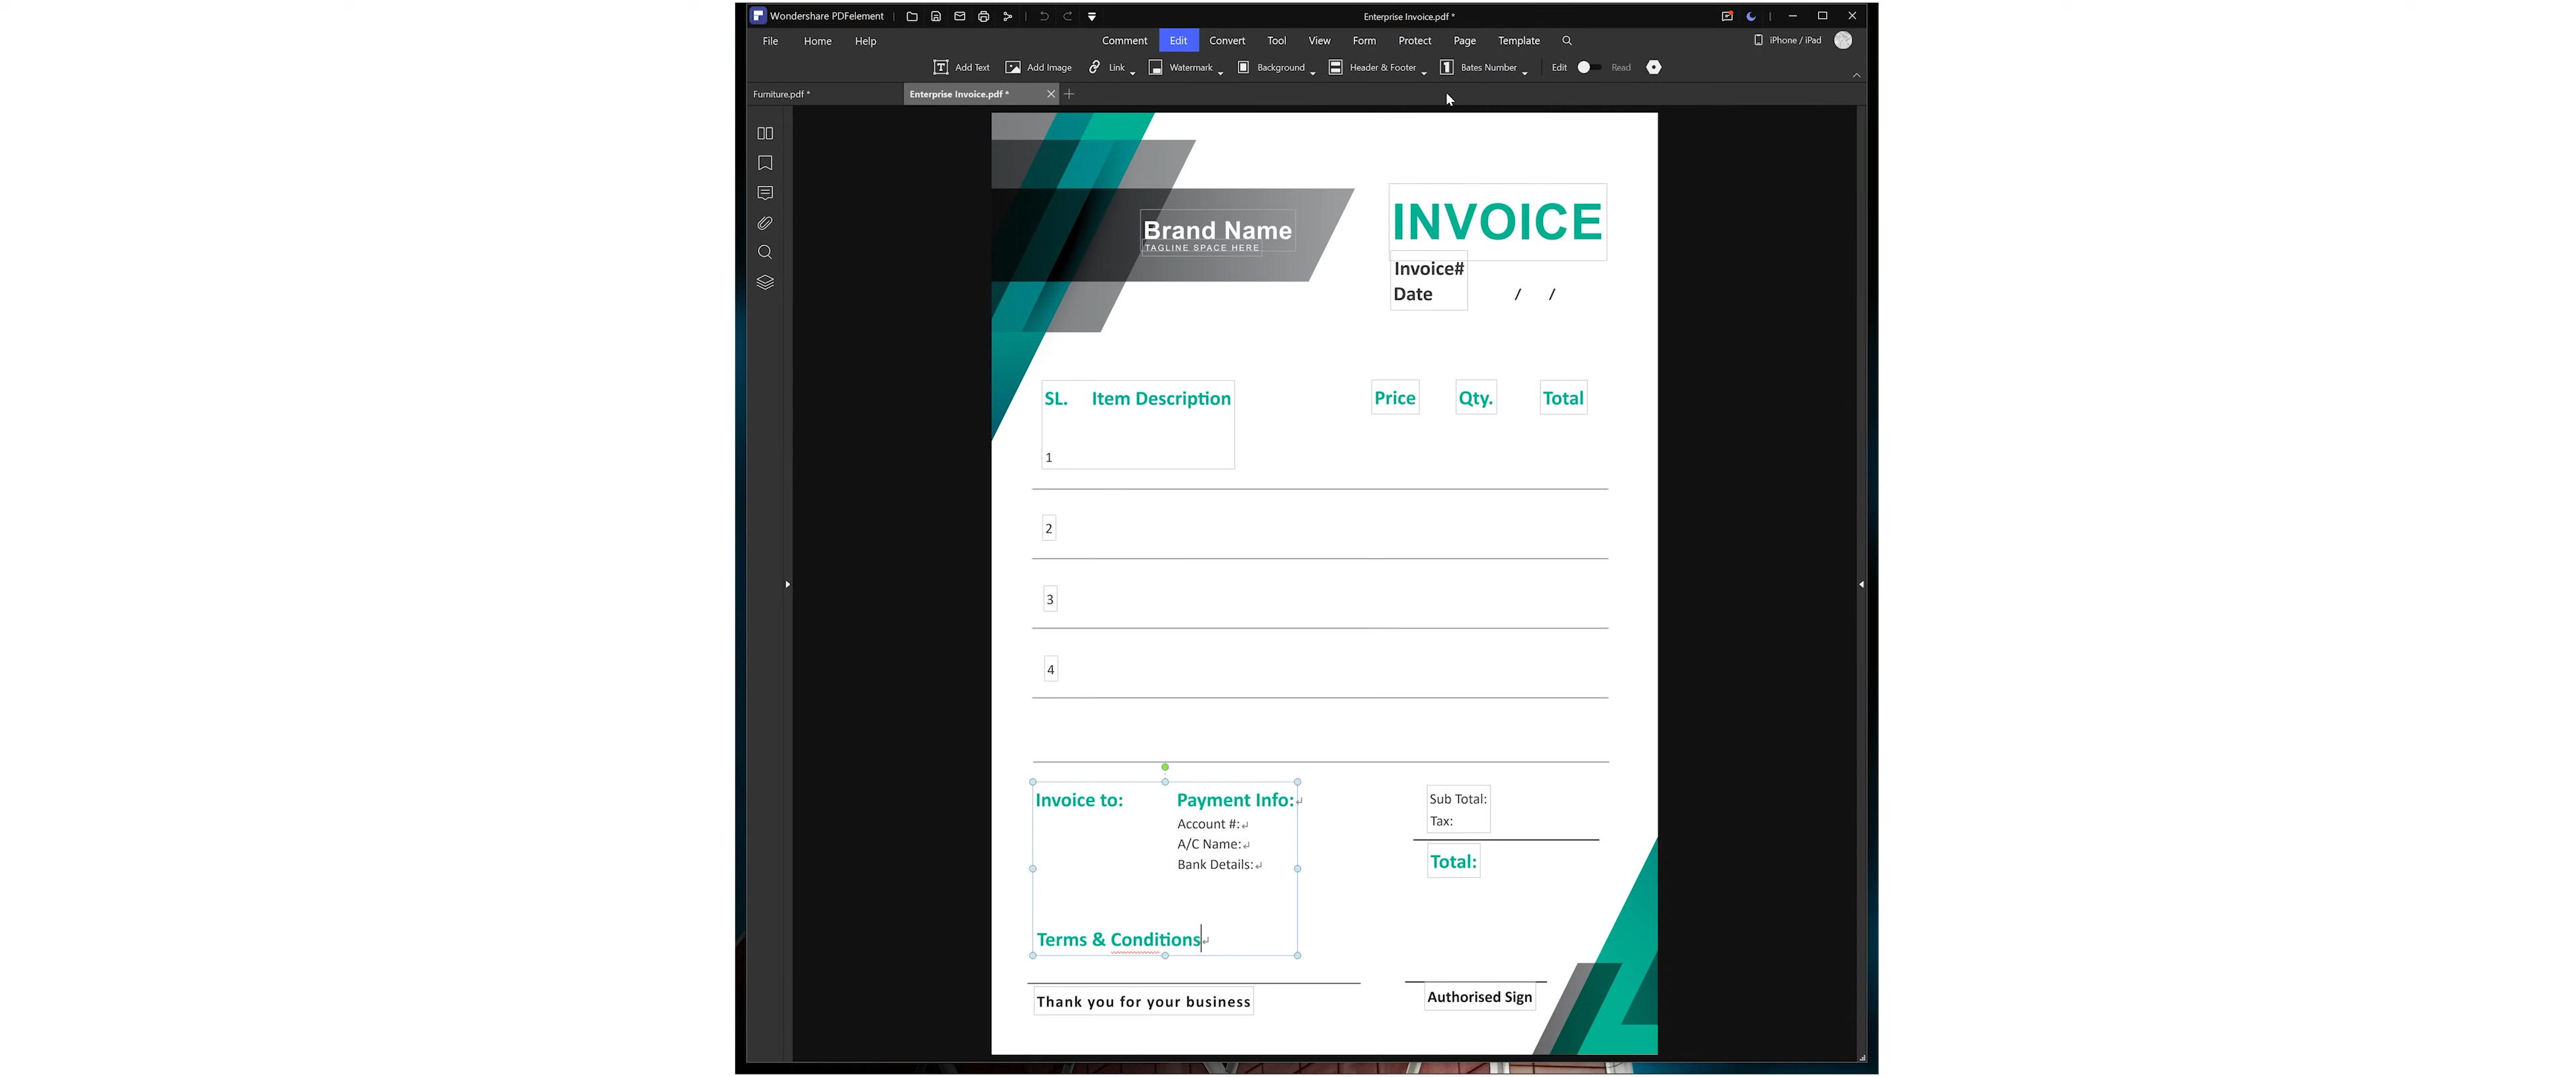 Wondershare PDFelement
Enterprise Invoice.pdf *
File Home Help Comment Edit Convert Tool View Form Protect Page Template iPhone / iPad
Add Text Add Image Link Watermark Background Header & Footer Bates Number Edit Read
Furniture.pdf * Enterprise Invoice.pdf *
Brand Name
TAGLINE SPACE HERE
INVOICE
Invoice#
Date / /
SL. Item Description Price Qty. Total
1
2
3
4
Invoice to: Payment Info:
Account #:
A/C Name:
Bank Details:
Sub Total:
Tax:
Total:
Terms & Conditions
Thank you for your business
Authorised Sign